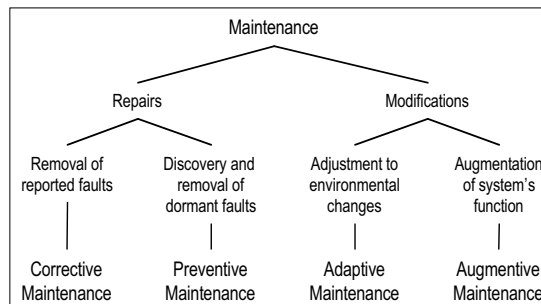 Maintenance
Repairs
Modifications
Removal of
reported faults
Discovery and
removal of
dormant faults
Adjustment to
environmental
changes
Augmentation
of system's
function
Corrective
Maintenance
Preventive
Maintenance
Adaptive
Maintenance
Augmentive
Maintenance